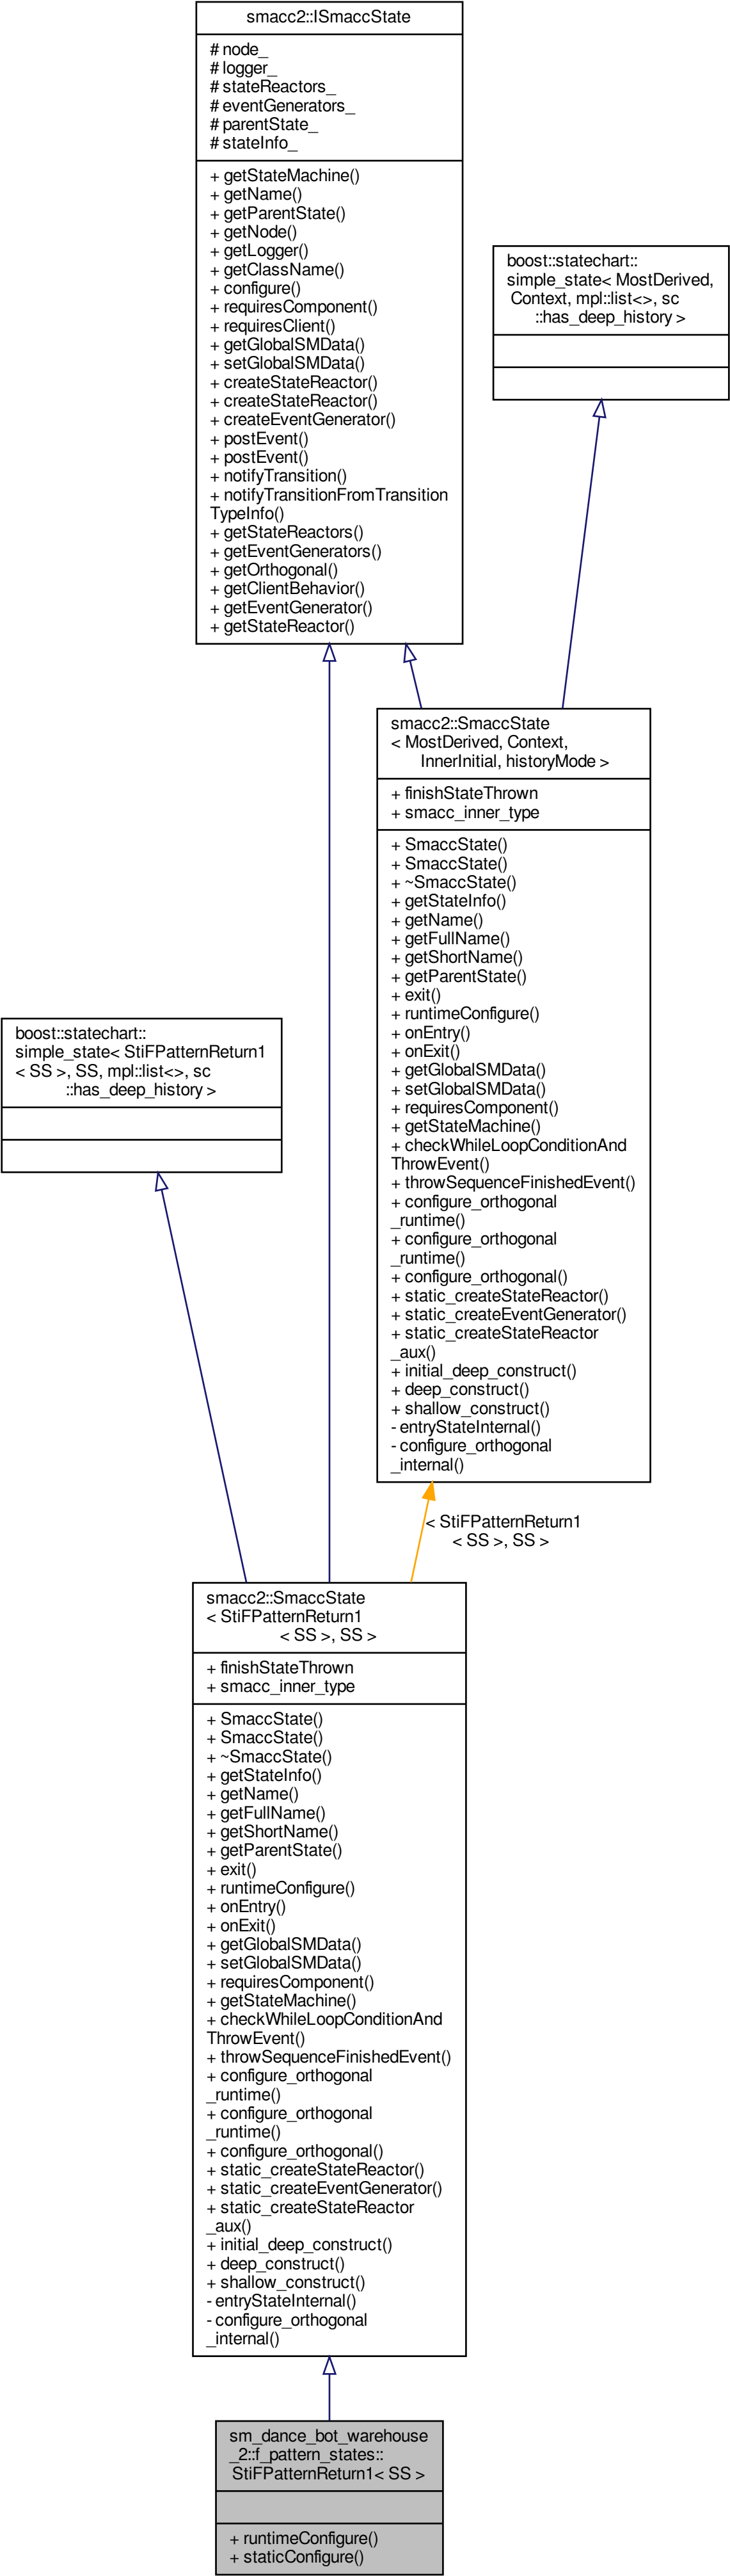 smacc2::ISmaccState
# node_
# logger_
# stateReactors_
# eventGenerators_
# parentState_
# stateInfo_
+ getStateMachine()
+ getName()
+ getParentState()
+ getNode()
+ getLogger()
+ getClassName()
+ configure()
+ requiresComponent()
+ requiresClient()
+ getGlobalSMData()
+ setGlobalSMData()
+ createStateReactor()
+ createStateReactor()
+ createEventGenerator()
+ postEvent()
+ postEvent()
+ notifyTransition()
+ notifyTransitionFromTransition
TypeInfo()
+ getStateReactors()
+ getEventGenerators()
+ getOrthogonal()
+ getClientBehavior()
+ getEventGenerator()
+ getStateReactor()
boost::statechart::
simple_state< MostDerived,
Context, mpl::list<>, sc
::has_deep_history >
smacc2::SmaccState
< MostDerived, Context,
InnerInitial, historyMode >
+ finishStateThrown
+ smacc_inner_type
+ SmaccState()
+ SmaccState()
+ ~SmaccState()
+ getStateInfo()
+ getName()
+ getFullName()
+ getShortName()
+ getParentState()
+ exit()
+ runtimeConfigure()
+ onEntry()
+ onExit()
+ getGlobalSMData()
+ setGlobalSMData()
+ requiresComponent()
+ getStateMachine()
+ checkWhileLoopConditionAnd
ThrowEvent()
+ throwSequenceFinishedEvent()
+ configure_orthogonal
_runtime()
+ configure_orthogonal
_runtime()
+ configure_orthogonal()
+ static_createStateReactor()
+ static_createEventGenerator()
+ static_createStateReactor
_aux()
+ initial_deep_construct()
+ deep_construct()
+ shallow_construct()
- entryStateInternal()
- configure_orthogonal
_internal()
boost::statechart::
simple_state< StiFPatternReturn1
< SS >, SS, mpl::list<>, sc
::has_deep_history >
< StiFPatternReturn1
< SS >, SS >
smacc2::SmaccState
< StiFPatternReturn1
< SS >, SS >
+ finishStateThrown
+ smacc_inner_type
+ SmaccState()
+ SmaccState()
+ ~SmaccState()
+ getStateInfo()
+ getName()
+ getFullName()
+ getShortName()
+ getParentState()
+ exit()
+ runtimeConfigure()
+ onEntry()
+ onExit()
+ getGlobalSMData()
+ setGlobalSMData()
+ requiresComponent()
+ getStateMachine()
+ checkWhileLoopConditionAnd
ThrowEvent()
+ throwSequenceFinishedEvent()
+ configure_orthogonal
_runtime()
+ configure_orthogonal
_runtime()
+ configure_orthogonal()
+ static_createStateReactor()
+ static_createEventGenerator()
+ static_createStateReactor
_aux()
+ initial_deep_construct()
+ deep_construct()
+ shallow_construct()
- entryStateInternal()
- configure_orthogonal
_internal()
sm_dance_bot_warehouse
_2::f_pattern_states::
StiFPatternReturn1< SS >
+ runtimeConfigure()
+ staticConfigure()